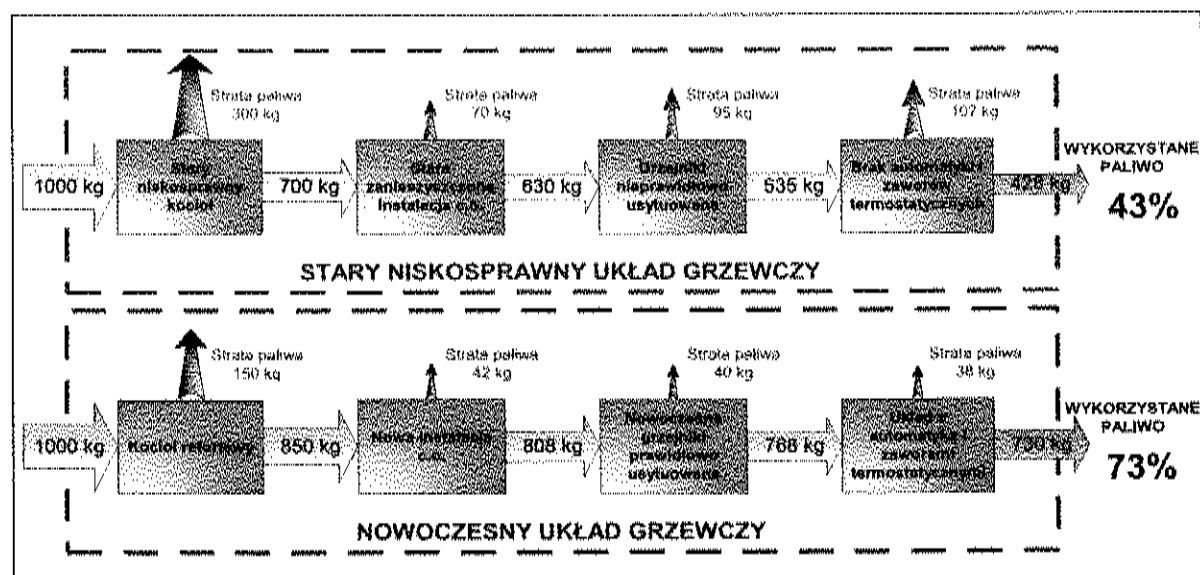 Strata paliwa
300 kg
Strata paliwa
70 kg
Strata paliwa
95 kg
Strata paliwa
107 kg
1000 kg
Stary
niskosprawny
kocioł
700 kg
Stara
zanieszyszczona
instalacja c.o.
630 kg
Grzejniki
nieprawidłowo
usytuowane
535 kg
Brak automatyki i
zaworów
termostatycznych
428 kg
WYKORZYSTANE
PALIWO
43%
STARY NISKOSPRAWNY UKŁAD GRZEWCZY
Strata paliwa
150 kg
Strata paliwa
42 kg
Strata paliwa
40 kg
Strata paliwa
38 kg
1000 kg
Kocioł retortowy
850 kg
Nowa instalacja
c.o.
808 kg
Nowoczesne
grzejniki
prawidłowo
usytuowane
768 kg
Układ z
automatyką i
zaworami
termostatycznymi
730 kg
WYKORZYSTANE
PALIWO
73%
NOWOCZESNY UKŁAD GRZEWCZY